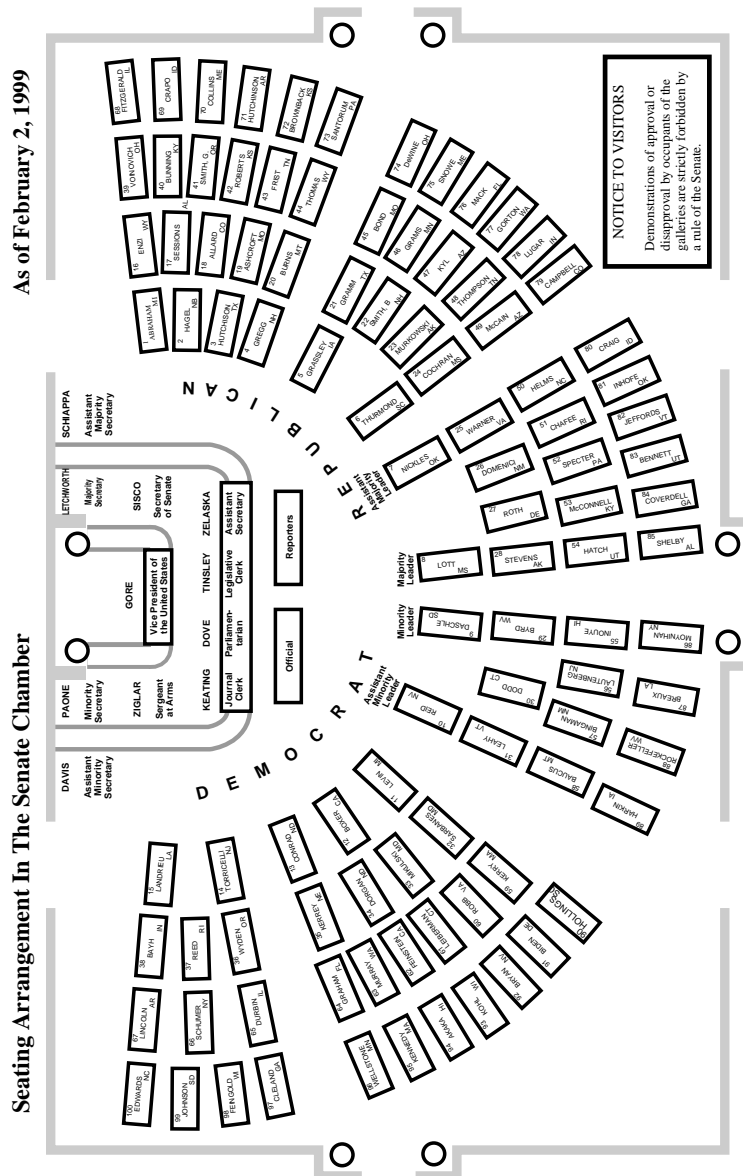 Seating Arrangement In The Senate Chamber
As of February 2, 1999
DAVIS
Assistant
Minority
Secretary
PAONE
Minority
Secretary
GORE
Vice President of
the United States
LETCHWORTH
Majority
Secretary
SCHIAPPA
Assistant
Majority
Secretary
ZIGLAR
Sergeant
at Arms
SISCO
Secretary
of Senate
KEATING
Journal
Clerk
DOVE
Parliamen-
tarian
TINSLEY
Legislative
Clerk
ZELASKA
Assistant
Secretary
Official
Reporters
DEMOCRAT
REPUBLICAN
Assistant
Minority
Leader
Minority
Leader
Majority
Leader
Assistant
Majority
Leader
1 ABRAHAM MI
2 HAGEL NB
3 HUTCHISON TX
4 GREGG NH
5 GRASSLEY IA
6 THURMOND SC
7 NICKLES OK
8 LOTT MS
9 DASCHLE SD
10 REID NV
11 LEVIN MI
12 BOXER CA
13 CONRAD ND
14 TORRICELLI NJ
15 LANDRIEU LA
16 ENZI WY
17 SESSIONS AL
18 ALLARD CO
19 ASHCROFT MO
20 BURNS MT
21 GRAMM TX
22 SMITH, B NH
23 MURKOWSKI AK
24 COCHRAN MS
25 WARNER VA
26 DOMENICI NM
27 ROTH DE
28 STEVENS AK
29 BYRD WV
30 DODD CT
31 LEAHY VT
32 SARBANES MD
33 MIKULSKI MD
34 DORGAN ND
35 KERREY NE
36 WYDEN OR
37 REED RI
38 BAYH IN
39 VOINOVICH OH
40 BUNNING KY
41 SMITH, G. OR
42 ROBERTS KS
43 FRIST TN
44 THOMAS WY
45 BOND MO
46 GRAMS MN
47 KYL AZ
48 THOMPSON TN
49 McCAIN AZ
50 HELMS NC
51 CHAFEE RI
52 SPECTER PA
53 McCONNELL KY
54 HATCH UT
55 INOUYE HI
56 LAUTENBERG NJ
57 BINGAMAN NM
58 BAUCUS MT
59 KERRY MA
60 ROBB VA
61 LEIBERMAN CT
62 FEINSTEIN CA
63 MURRAY WA
64 GRAHAM FL
65 DURBIN IL
66 SCHUMER NY
67 LINCOLN AR
68 FITZGERALD IL
69 CRAPO ID
70 COLLINS ME
71 HUTCHINSON AR
72 BROWNBACK KS
73 SANTORUM PA
74 DeWINE OH
75 SNOWE ME
76 MACK FL
77 GORTON WA
78 LUGAR IN
79 CAMPBELL CO
80 CRAIG ID
81 INHOFE OK
82 JEFFORDS VT
83 BENNETT UT
84 COVERDELL GA
85 SHELBY AL
86 MOYNIHAN NY
87 BREAUX LA
88 ROCKEFELLER WV
89 HARKIN IA
90 HOLLINGS SC
91 BIDEN DE
92 BRYAN NV
93 KOHL WI
94 AKAKA HI
95 KENNEDY MA
96 WELLSTONE MN
97 CLELAND GA
98 FEINGOLD WI
99 JOHNSON SD
100 EDWARDS NC
NOTICE TO VISITORS
Demonstrations of approval or
disapproval by occupants of the
galleries are strictly forbidden by
a rule of the Senate.